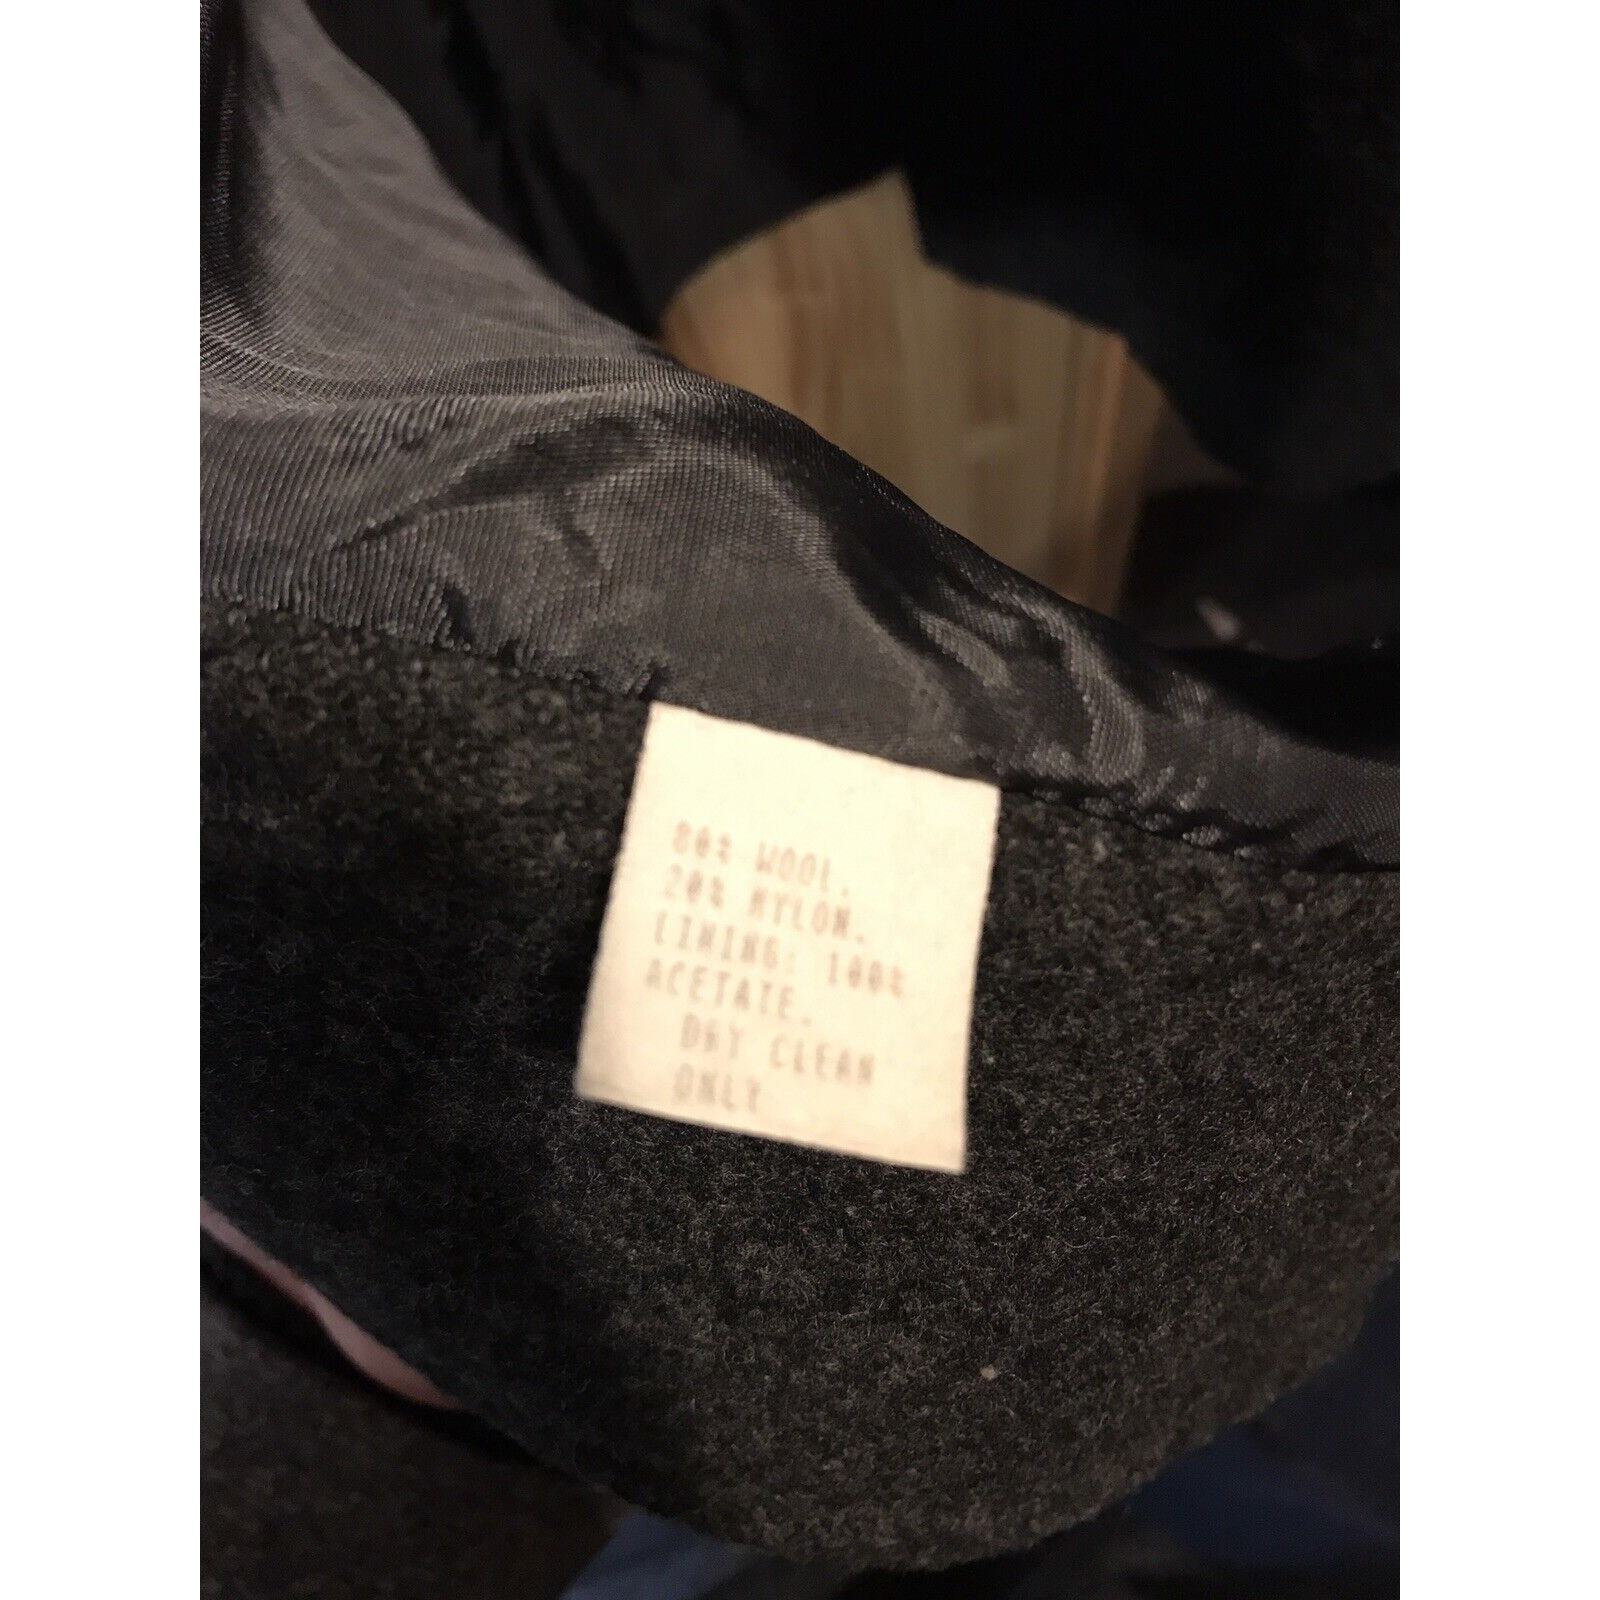 80% WOOL.
20% NYLON.
LINING: 100%
ACETATE.
DRY CLEAN
ONLY